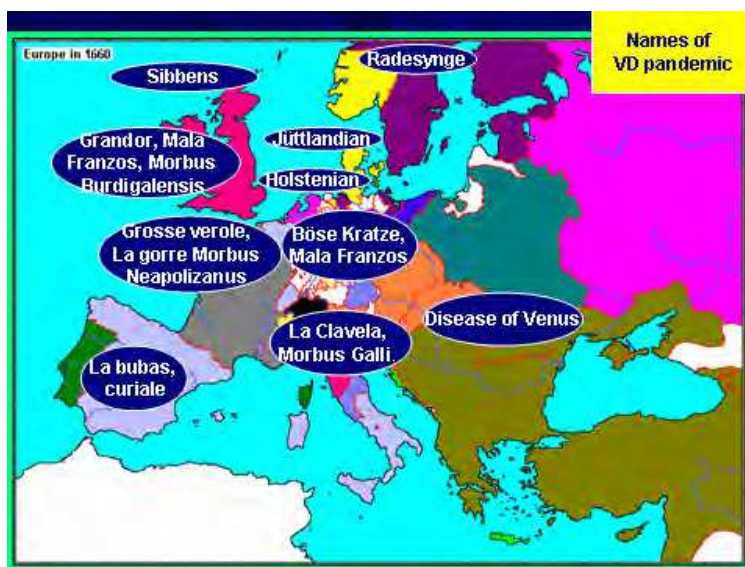 Europe in 1660
Names of
VD pandemic
Radesynge
Sibbens
Grandor, Mala
Franzos, Morbus
Burdigalensis
Jüttlandian
Holstenian
Grosse verole,
La gorre Morbus
Neapolizanus
Böse Kratze,
Mala Franzos
Disease of Venus
La Clavela,
Morbus Galli.
La bubas,
curiale